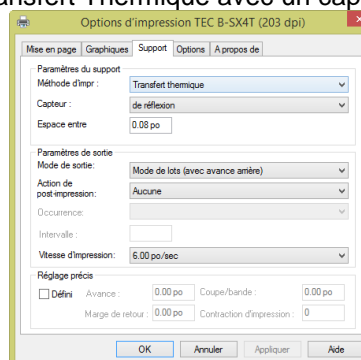 Transfert Thermique avec un cap
Options d'impression TEC B-SX4T (203 dpi)
Mise en page Graphiques Support Options A propos de
Paramètres du support
Méthode d'impr : Transfert thermique
Capteur : de réflexion
Espace entre 0.08 po
Paramètres de sortie
Mode de sortie: Mode de lots (avec avance arrière)
Action de
post-impression: Aucune
Occurrence:
Intervalle :
Vitesse d'impression: 6.00 po/sec
Réglage précis
Défini Avance : 0.00 po Coupe/bande : 0.00 po
Marge de retour : 0.00 po Contraction d'impression : 0
OK Annuler Appliquer Aide